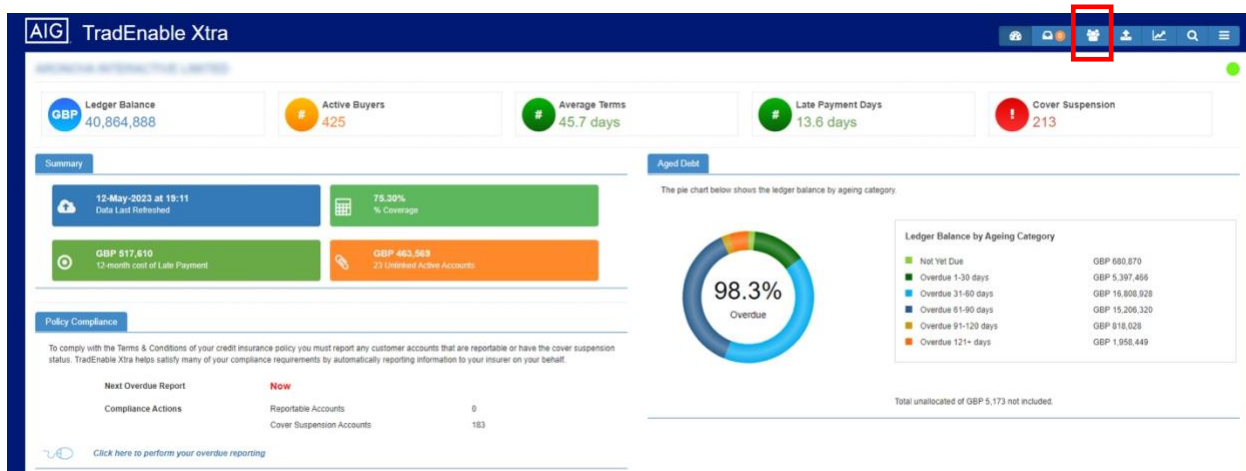 AIG TradEnable Xtra
GBP
Ledger Balance
40,864,888
#
Active Buyers
425
#
Average Terms
45.7 days
#
Late Payment Days
13.6 days
!
Cover Suspension
213
Summary
12-May-2023 at 19:11
Data Last Refreshed
75.30%
% Coverage
GBP 517,610
12-month cost of Late Payment
GBP 463,569
23 Unlinked Active Accounts
Policy Compliance
To comply with the Terms & Conditions of your credit insurance policy you must report any customer accounts that are reportable or have the cover suspension
status. TradEnable Xtra helps satisfy many of your compliance requirements by automatically reporting information to your insurer on your behalf.
Next Overdue Report Now
Compliance Actions Reportable Accounts 0
Cover Suspension Accounts 183
Click here to perform your overdue reporting
Aged Debt
The pie chart below shows the ledger balance by ageing category.
98.3%
Overdue
Ledger Balance by Ageing Category
Not Yet Due GBP 680,870
Overdue 1-30 days GBP 5,397,466
Overdue 31-60 days GBP 16,808,928
Overdue 61-90 days GBP 15,206,320
Overdue 91-120 days GBP 818,028
Overdue 121+ days GBP 1,958,449
Total unallocated of GBP 5,173 not included.